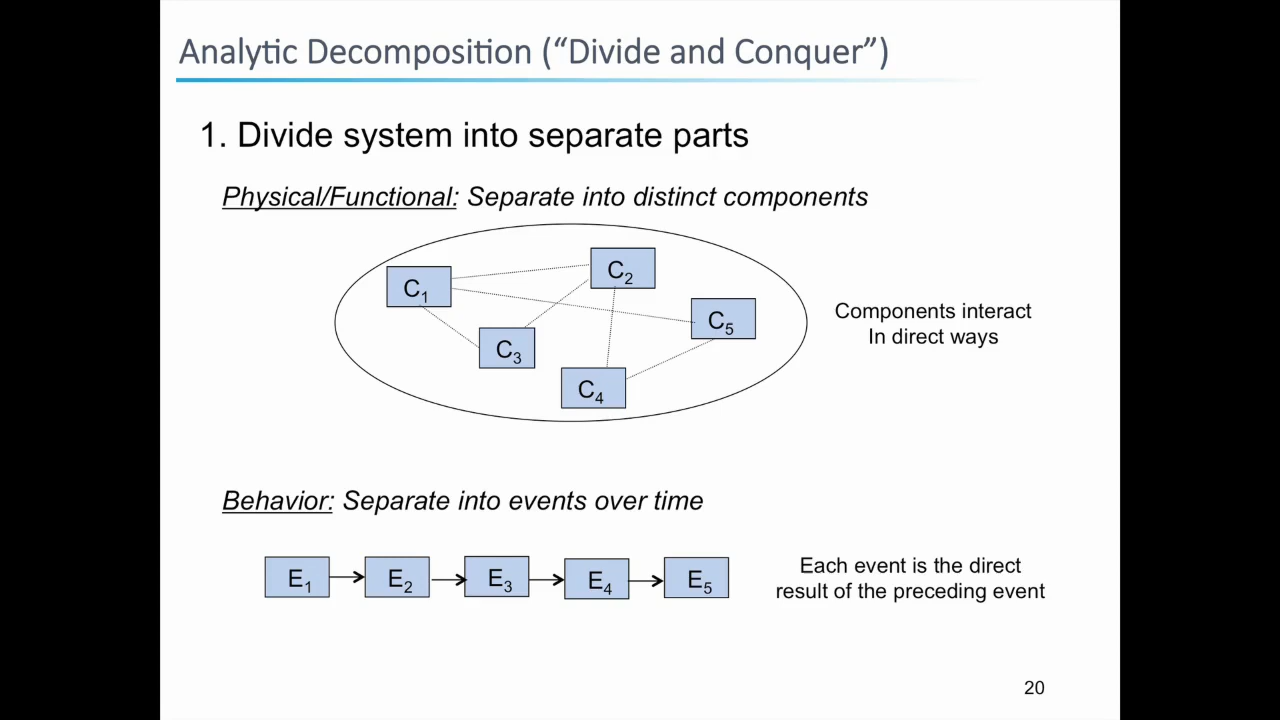 Analytic Decomposition (“Divide and Conquer”)
1. Divide system into separate parts
Physical/Functional: Separate into distinct components
C1
C2
C3
C4
C5
Components interact
In direct ways
Behavior: Separate into events over time
E1 E2 E3 E4 E5
Each event is the direct
result of the preceding event
20